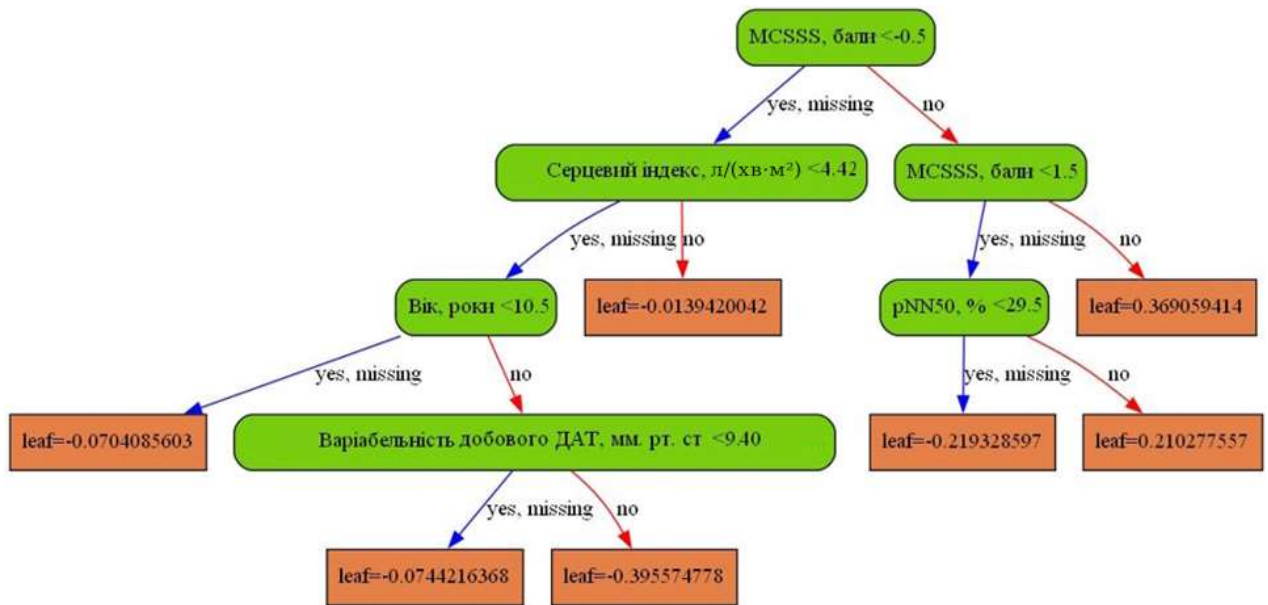 MCSSS, бали <-0.5
yes, missing
no
Серцевий індекс, л/(хв·м²) <4.42
MCSSS, бали <1.5
yes, missing
no
yes, missing
no
Вік, роки <10.5
leaf=-0.0139420042
pNN50, % <29.5
leaf=0.369059414
yes, missing
no
yes, missing
no
leaf=-0.0704085603
Варіабельність добового ДАТ, мм. рт. ст <9.40
leaf=-0.219328597
leaf=0.210277557
yes, missing
no
leaf=-0.0744216368
leaf=-0.395574778